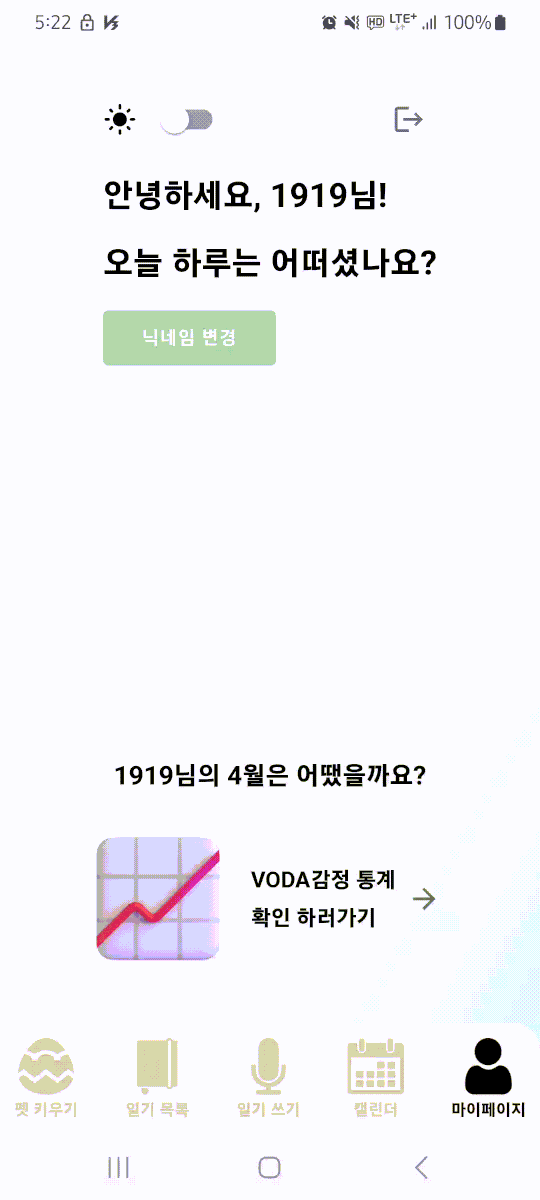 5:22
HD LTE+ 100%
안녕하세요, 1919님!
오늘 하루는 어떠셨나요?
닉네임 변경
1919님의 4월은 어땠을까요?
VODA감정 통계
확인 하러가기
펫 키우기 일기 목록 일기 쓰기 캘린더 마이페이지